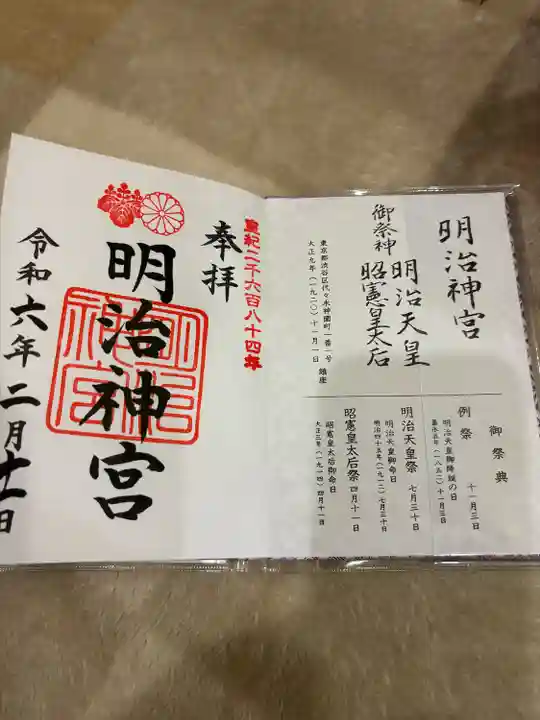 明治神宮
御祭神
明治天皇
昭憲皇太后
東京都渋谷区代々木神園町一番一号
大正九年(一九二〇)十一月一日 鎮座
御祭典
例祭 十一月三日
明治天皇御降誕の日
嘉永五年(一八五二)十一月三日
明治天皇祭 七月三十日
明治天皇御命日
明治四十五年(一九一二)七月三十日
昭憲皇太后祭 四月十一日
昭憲皇太后御命日
大正三年(一九一四)四月十一日
皇紀二千六百八十四年
奉拝
明治神宮
明治神宮
令和六年二月十一日